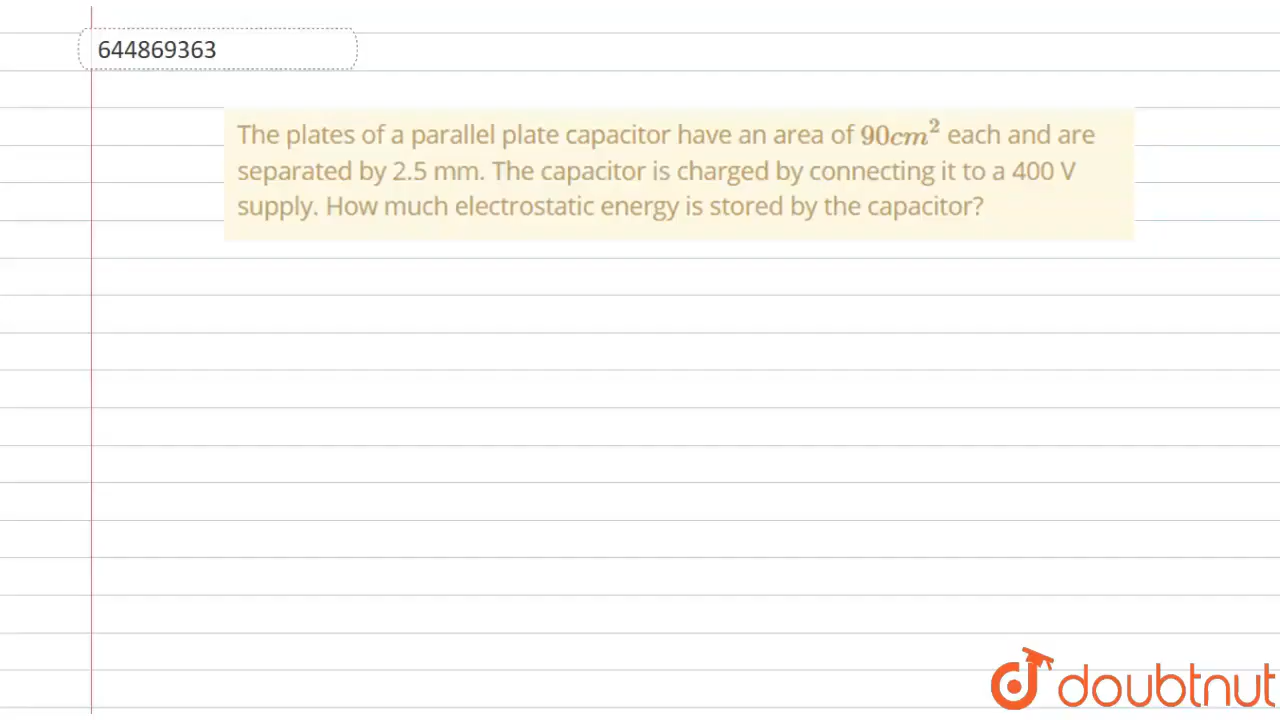 644869363
The plates of a parallel plate capacitor have an area of 90cm² each and are
separated by 2.5 mm. The capacitor is charged by connecting it to a 400 V
supply. How much electrostatic energy is stored by the capacitor?
doubtnut